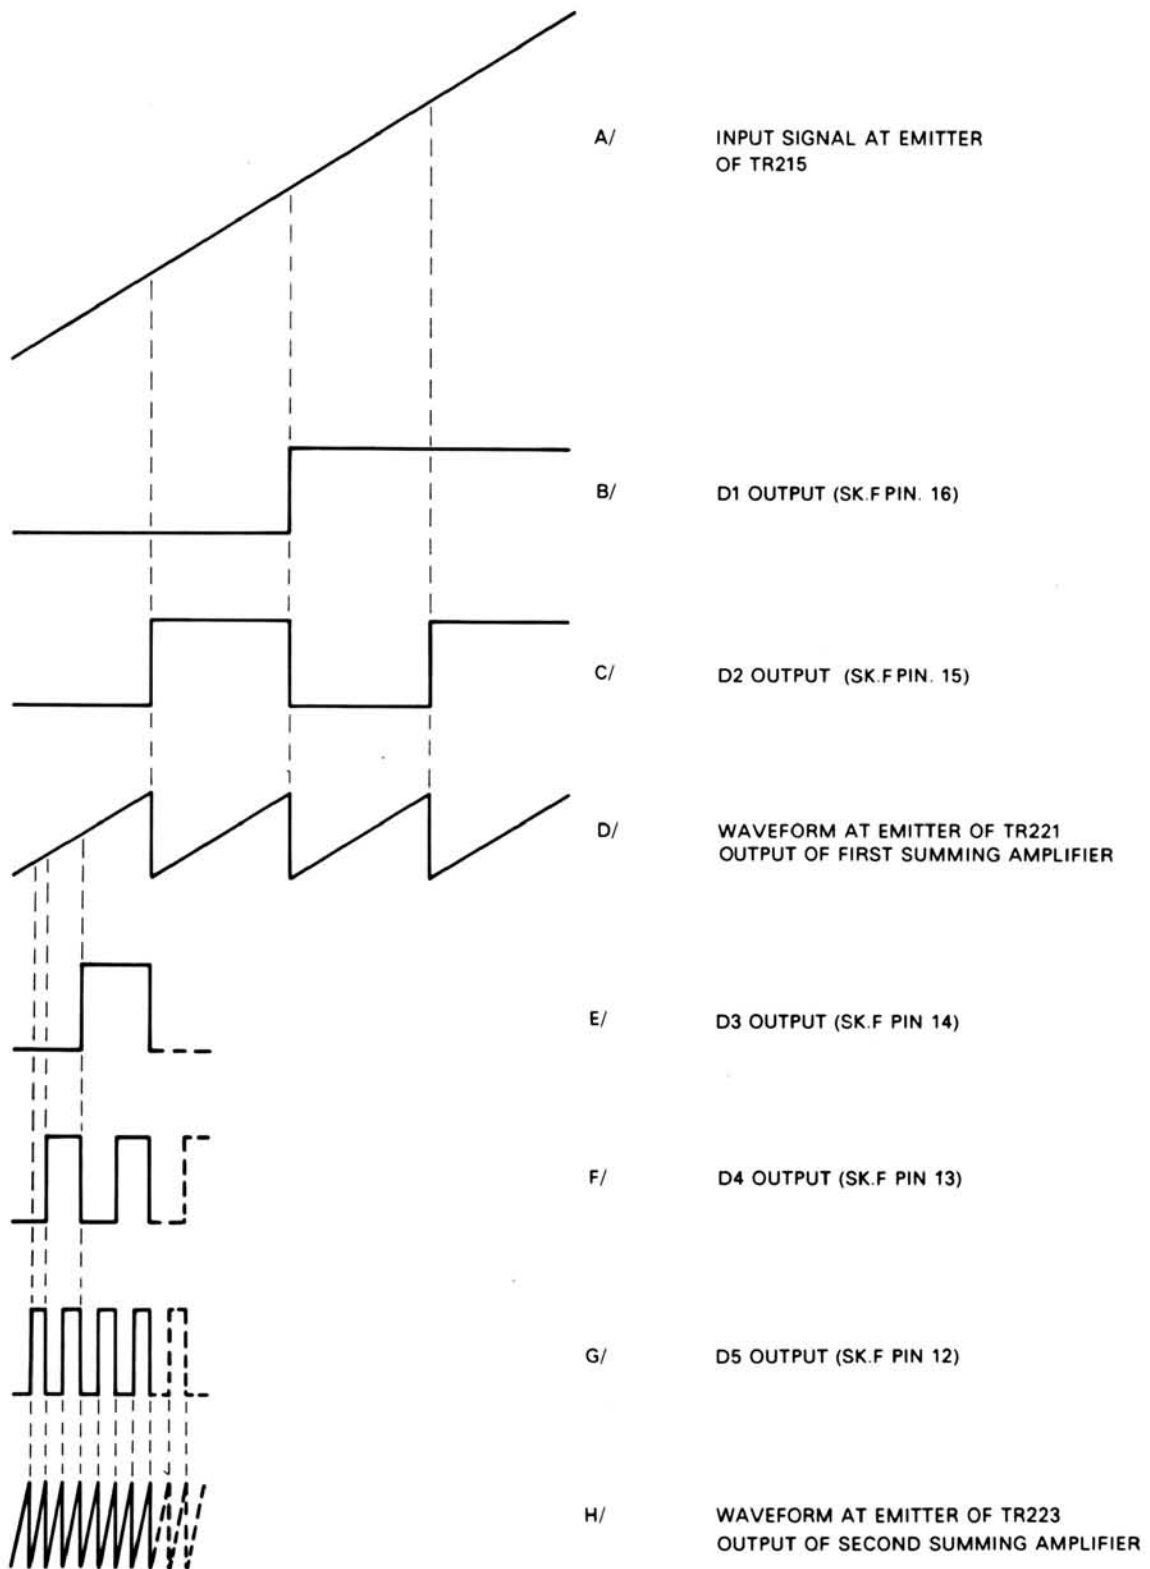 A/ INPUT SIGNAL AT EMITTER
OF TR215
B/ D1 OUTPUT (SK.F PIN. 16)
C/ D2 OUTPUT (SK.F PIN. 15)
D/ WAVEFORM AT EMITTER OF TR221
OUTPUT OF FIRST SUMMING AMPLIFIER
E/ D3 OUTPUT (SK.F PIN 14)
F/ D4 OUTPUT (SK.F PIN 13)
G/ D5 OUTPUT (SK.F PIN 12)
H/ WAVEFORM AT EMITTER OF TR223
OUTPUT OF SECOND SUMMING AMPLIFIER